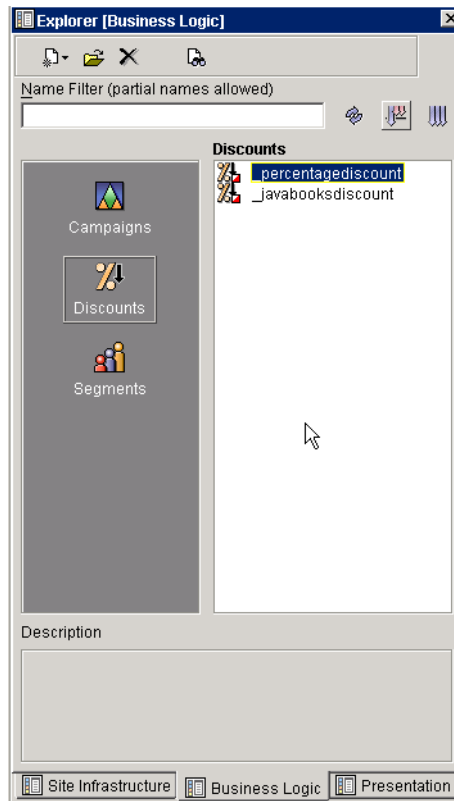 Explorer [Business Logic]
Name Filter (partial names allowed)
Discounts
_percentagediscount
_javabooksdiscount
Campaigns
Discounts
Segments
Description
Site Infrastructure
Business Logic
Presentation